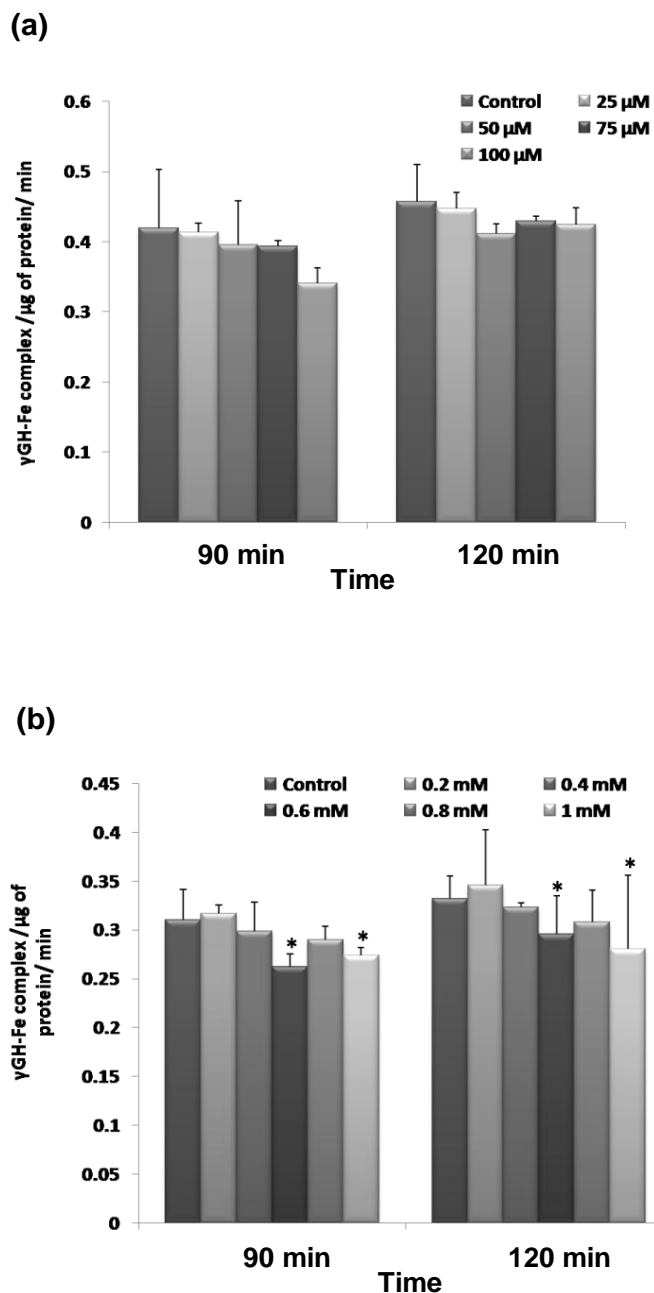 (a)
0.6
0.5
0.4
0.3
0.2
0.1
0
γGH-Fe complex /µg of protein/ min
Control 25 µM
50 µM 75 µM
100 µM
90 min 120 min
Time
(b)
0.45
0.4
0.35
0.3
0.25
0.2
0.15
0.1
0.05
0
γGH-Fe complex /µg of
protein/ min
Control 0.2 mM 0.4 mM
0.6 mM 0.8 mM 1 mM
* * * *
90 min 120 min
Time